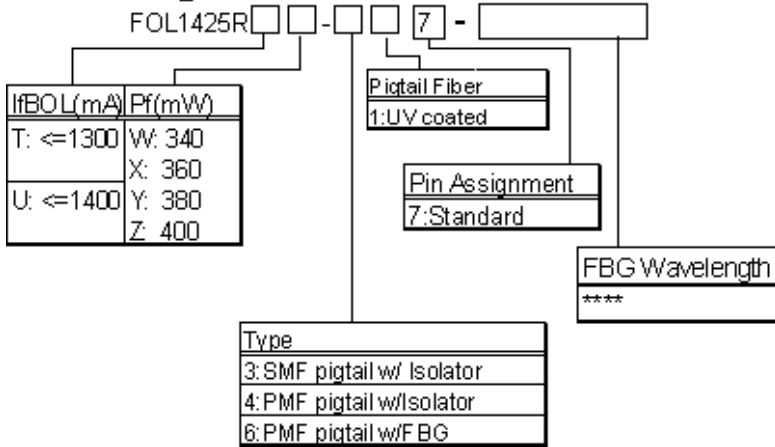 FOL1425R - 7 -
IfBOL(mA) Pf(mW)
T: <=1300 W: 340
X: 360
U: <=1400 Y: 380
Z: 400
Pigtail Fiber
1:UV coated
Pin Assignment
7:Standard
FBG Wavelength
****
Type
3:SMF pigtail w/ Isolator
4:PMF pigtail w/Isolator
6:PMF pigtail w/FBG